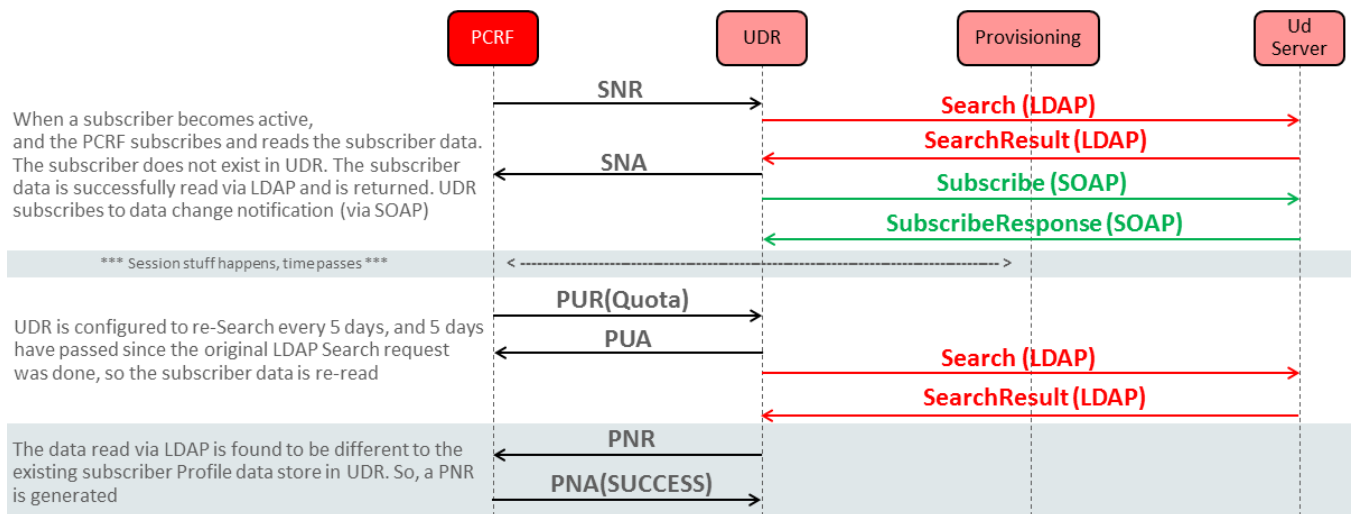 PCRF
UDR
Provisioning
Ud
Server
When a subscriber becomes active,
and the PCRF subscribes and reads the subscriber data.
The subscriber does not exist in UDR. The subscriber
data is successfully read via LDAP and is returned. UDR
subscribes to data change notification (via SOAP)
SNR
Search (LDAP)
SearchResult (LDAP)
SNA
Subscribe (SOAP)
SubscribeResponse (SOAP)
*** Session stuff happens, time passes ***
UDR is configured to re-Search every 5 days, and 5 days
have passed since the original LDAP Search request
was done, so the subscriber data is re-read
PUR(Quota)
PUA
Search (LDAP)
SearchResult (LDAP)
The data read via LDAP is found to be different to the
existing subscriber Profile data store in UDR. So, a PNR
is generated
PNR
PNA(SUCCESS)